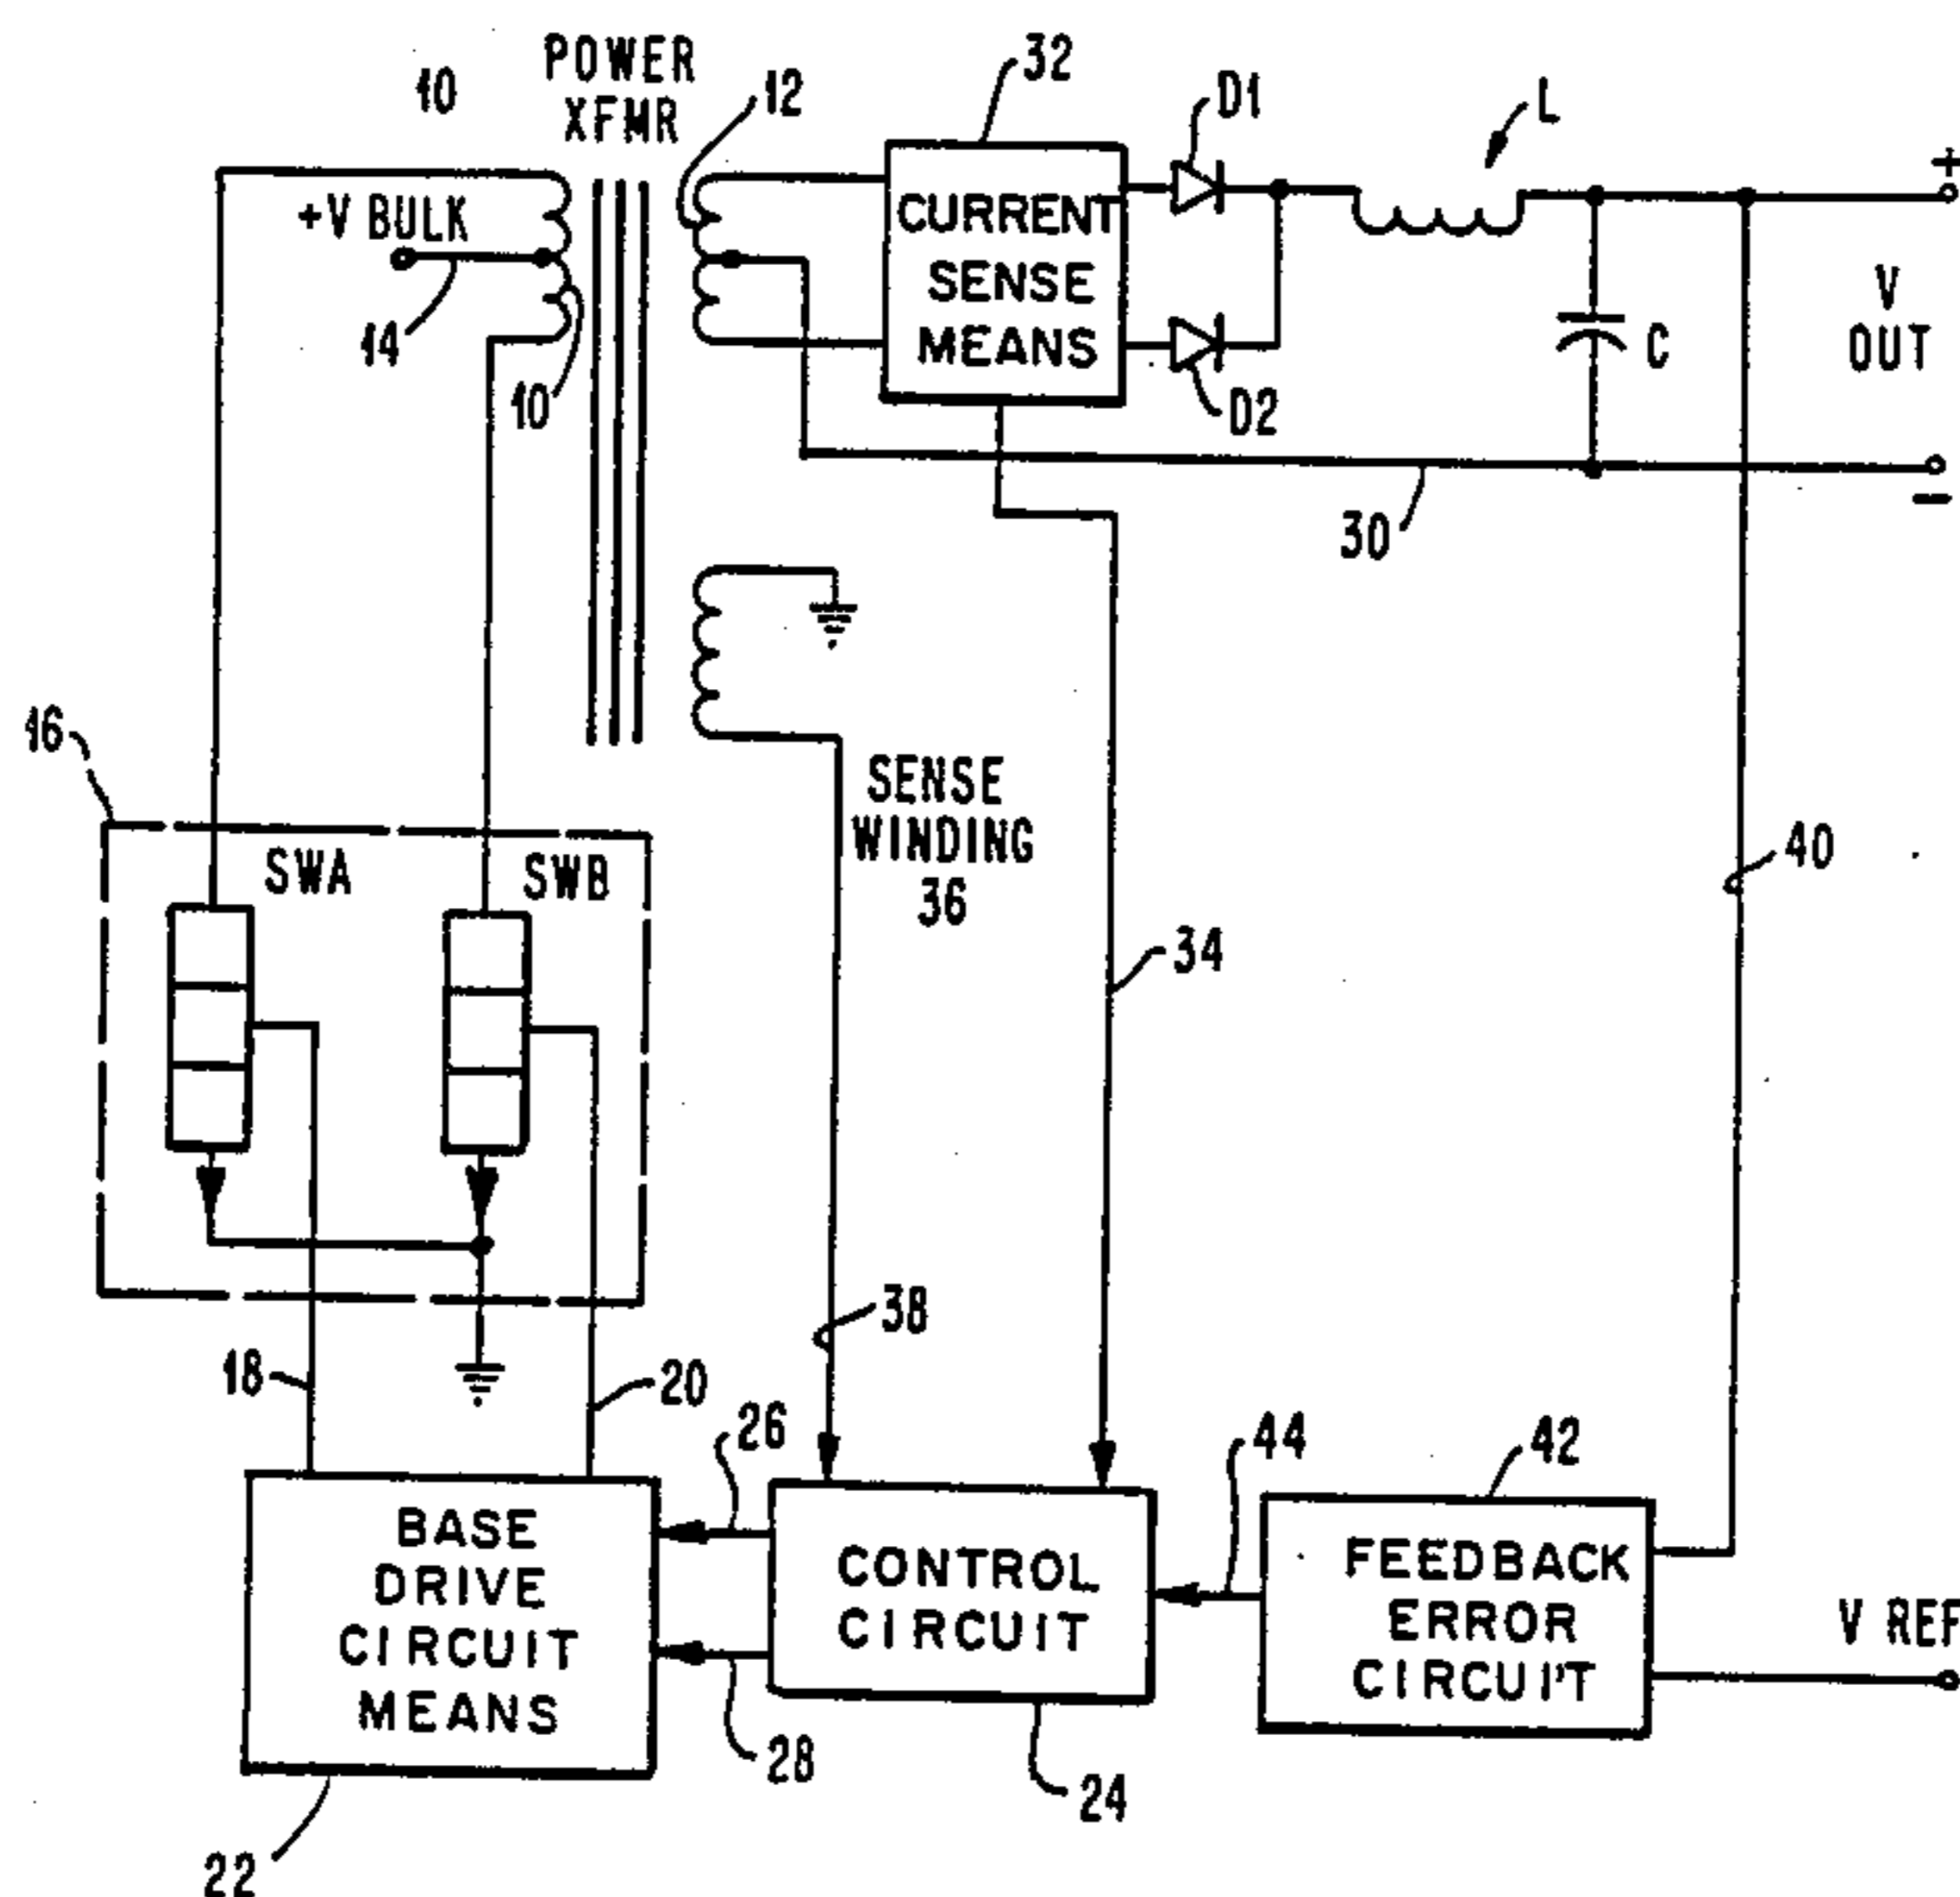 10
POWER
XFMR
12
32
D1
L
+
+V BULK
14
10
CURRENT
SENSE
MEANS
D2
C
V
OUT
30
−
16
SWA
SWB
SENSE
WINDING
36
34
40
38
18
20
26
44
42
BASE
DRIVE
CIRCUIT
MEANS
CONTROL
CIRCUIT
FEEDBACK
ERROR
CIRCUIT
V REF
28
24
22